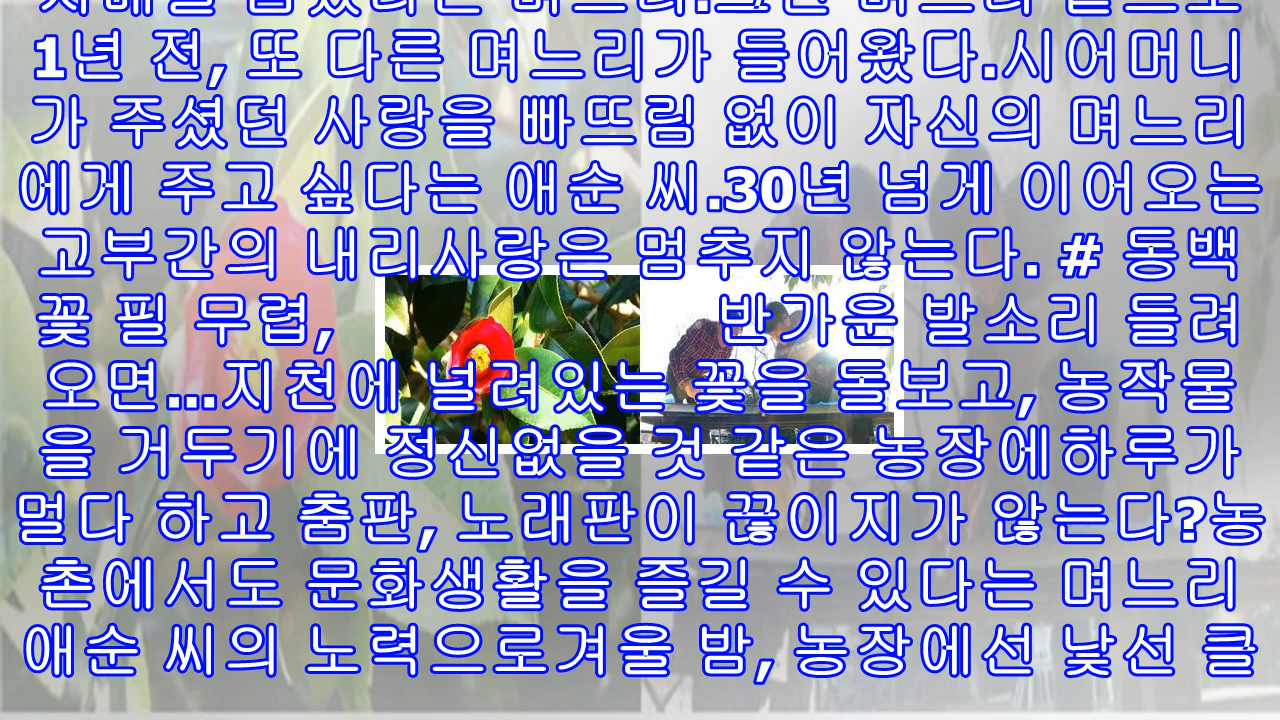 며느리
1년 전, 또 다른 며느리가 들어왔다.시어머니
가 주셨던 사랑을 빠뜨림 없이 자신의 며느리
에게 주고 싶다는 애순 씨.30년 넘게 이어오는
고부간의 내리사랑은 멈추지 않는다. # 동백
꽃 필 무렵, 반가운 발소리 들려
오면...지천에 널려있는 꽃을 돌보고, 농작물
을 거두기에 정신없을 것 같은 농장에하루가
멀다 하고 춤판, 노래판이 끊이지가 않는다?농
촌에서도 문화생활을 즐길 수 있다는 며느리
애순 씨의 노력으로겨울 밤, 농장에선 낯선 클